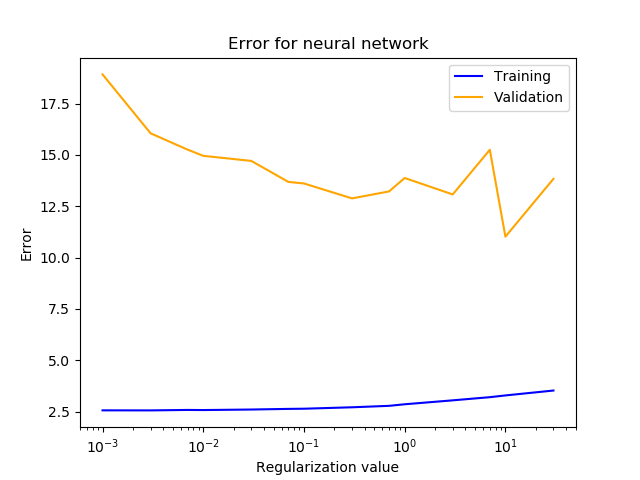 Error for neural network
Training
Validation
17.5
15.0
12.5
10.0
7.5
5.0
2.5
Error
10⁻³ 10⁻² 10⁻¹ 10⁰ 10¹
Regularization value